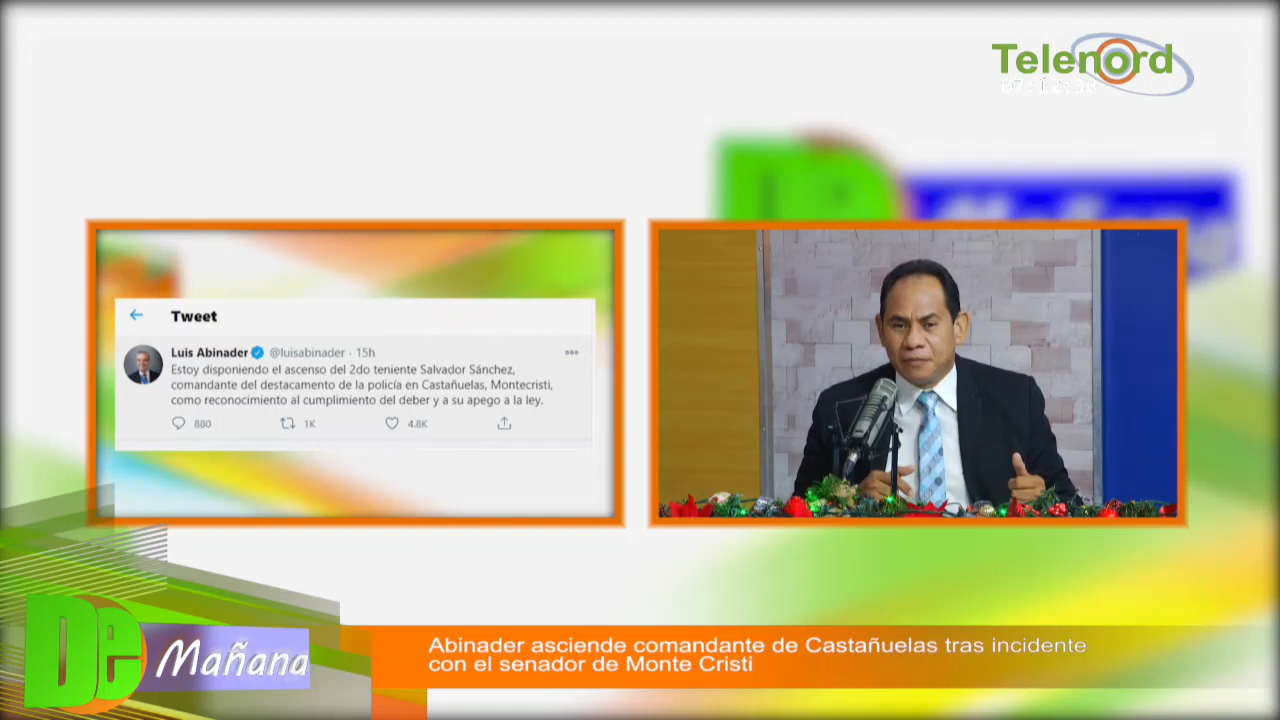 Telenord
De
Tweet
Luis Abinader @luisabinader · 15h
Estoy disponiendo el ascenso del 2do teniente Salvador Sánchez,
comandante del destacamento de la policía en Castañuelas, Montecristi,
como reconocimiento al cumplimiento del deber y a su apego a la ley.
880 1K 4.8K
De
Mañana
Abinader asciende comandante de Castañuelas tras incidente
con el senador de Monte Cristi